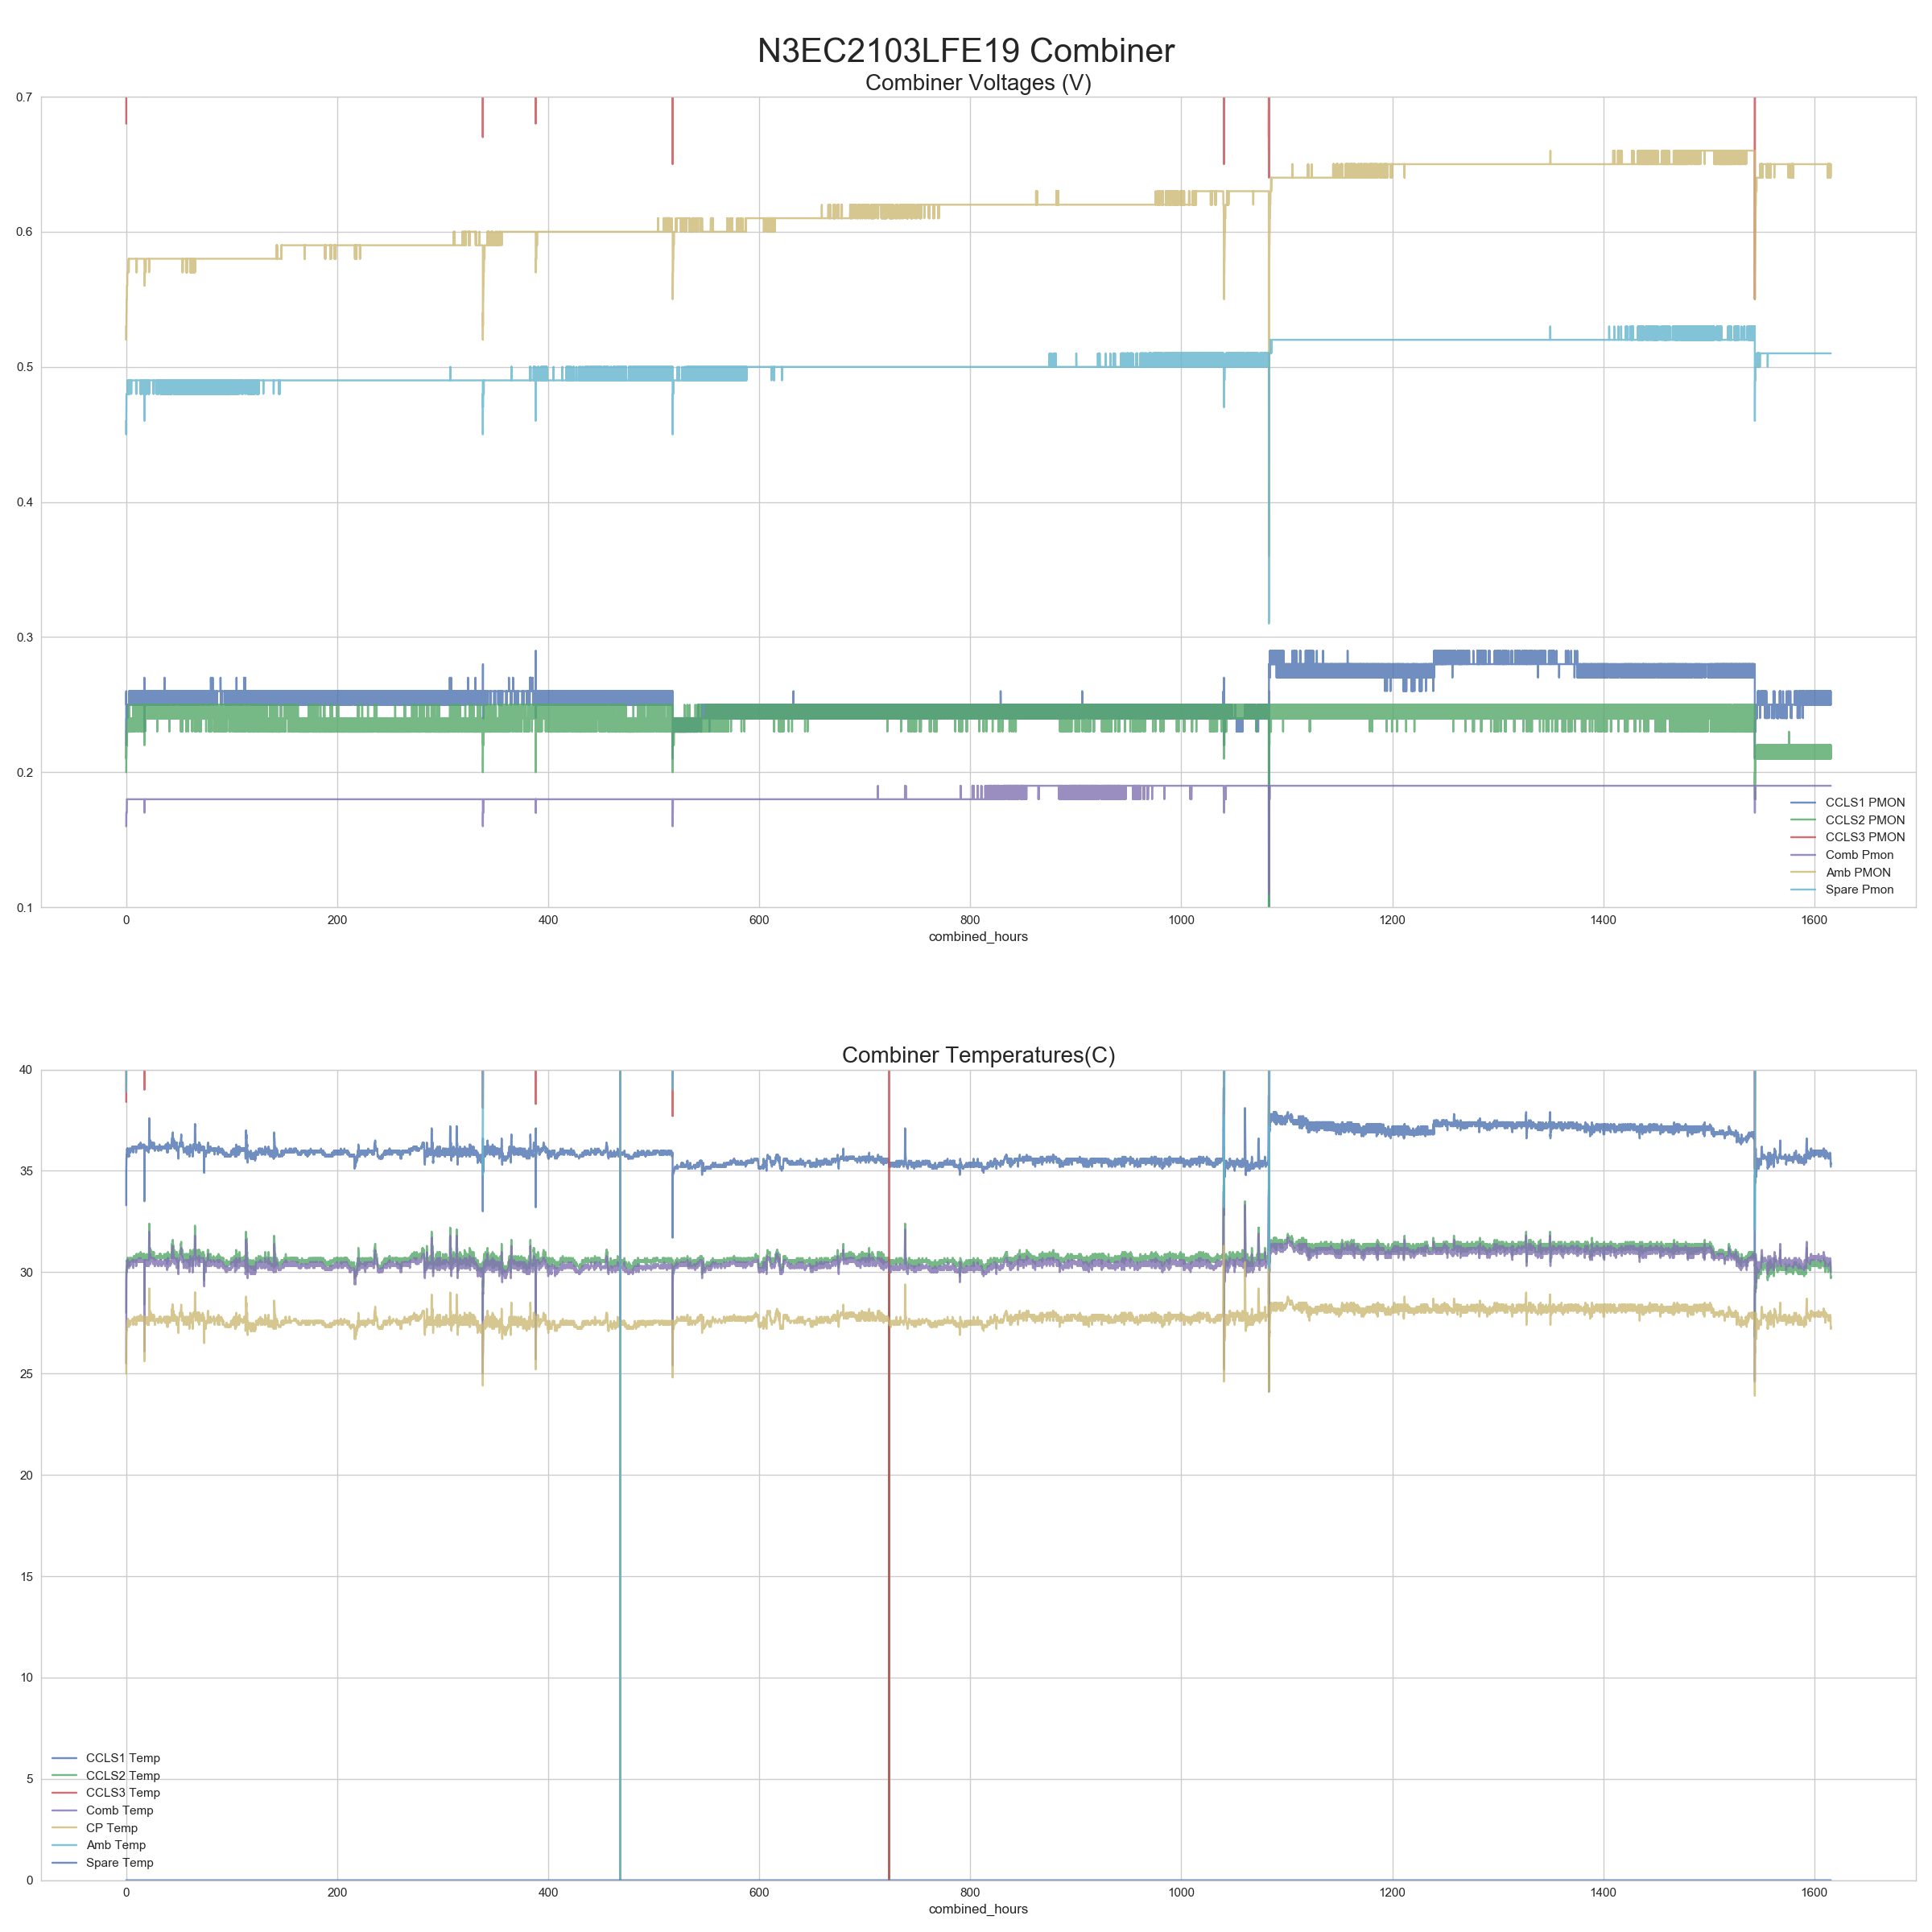 N3EC2103LFE19 Combiner
Combiner Voltages (V)
0.7
0.6
0.5
0.4
0.3
0.2
0.1
CCLS1 PMON
CCLS2 PMON
CCLS3 PMON
Comb Pmon
Amb PMON
Spare Pmon
0 200 400 600 800 1000 1200 1400 1600
combined_hours
Combiner Temperatures(C)
40
35
30
25
20
15
10
5
0
CCLS1 Temp
CCLS2 Temp
CCLS3 Temp
Comb Temp
CP Temp
Amb Temp
Spare Temp
0 200 400 600 800 1000 1200 1400 1600
combined_hours